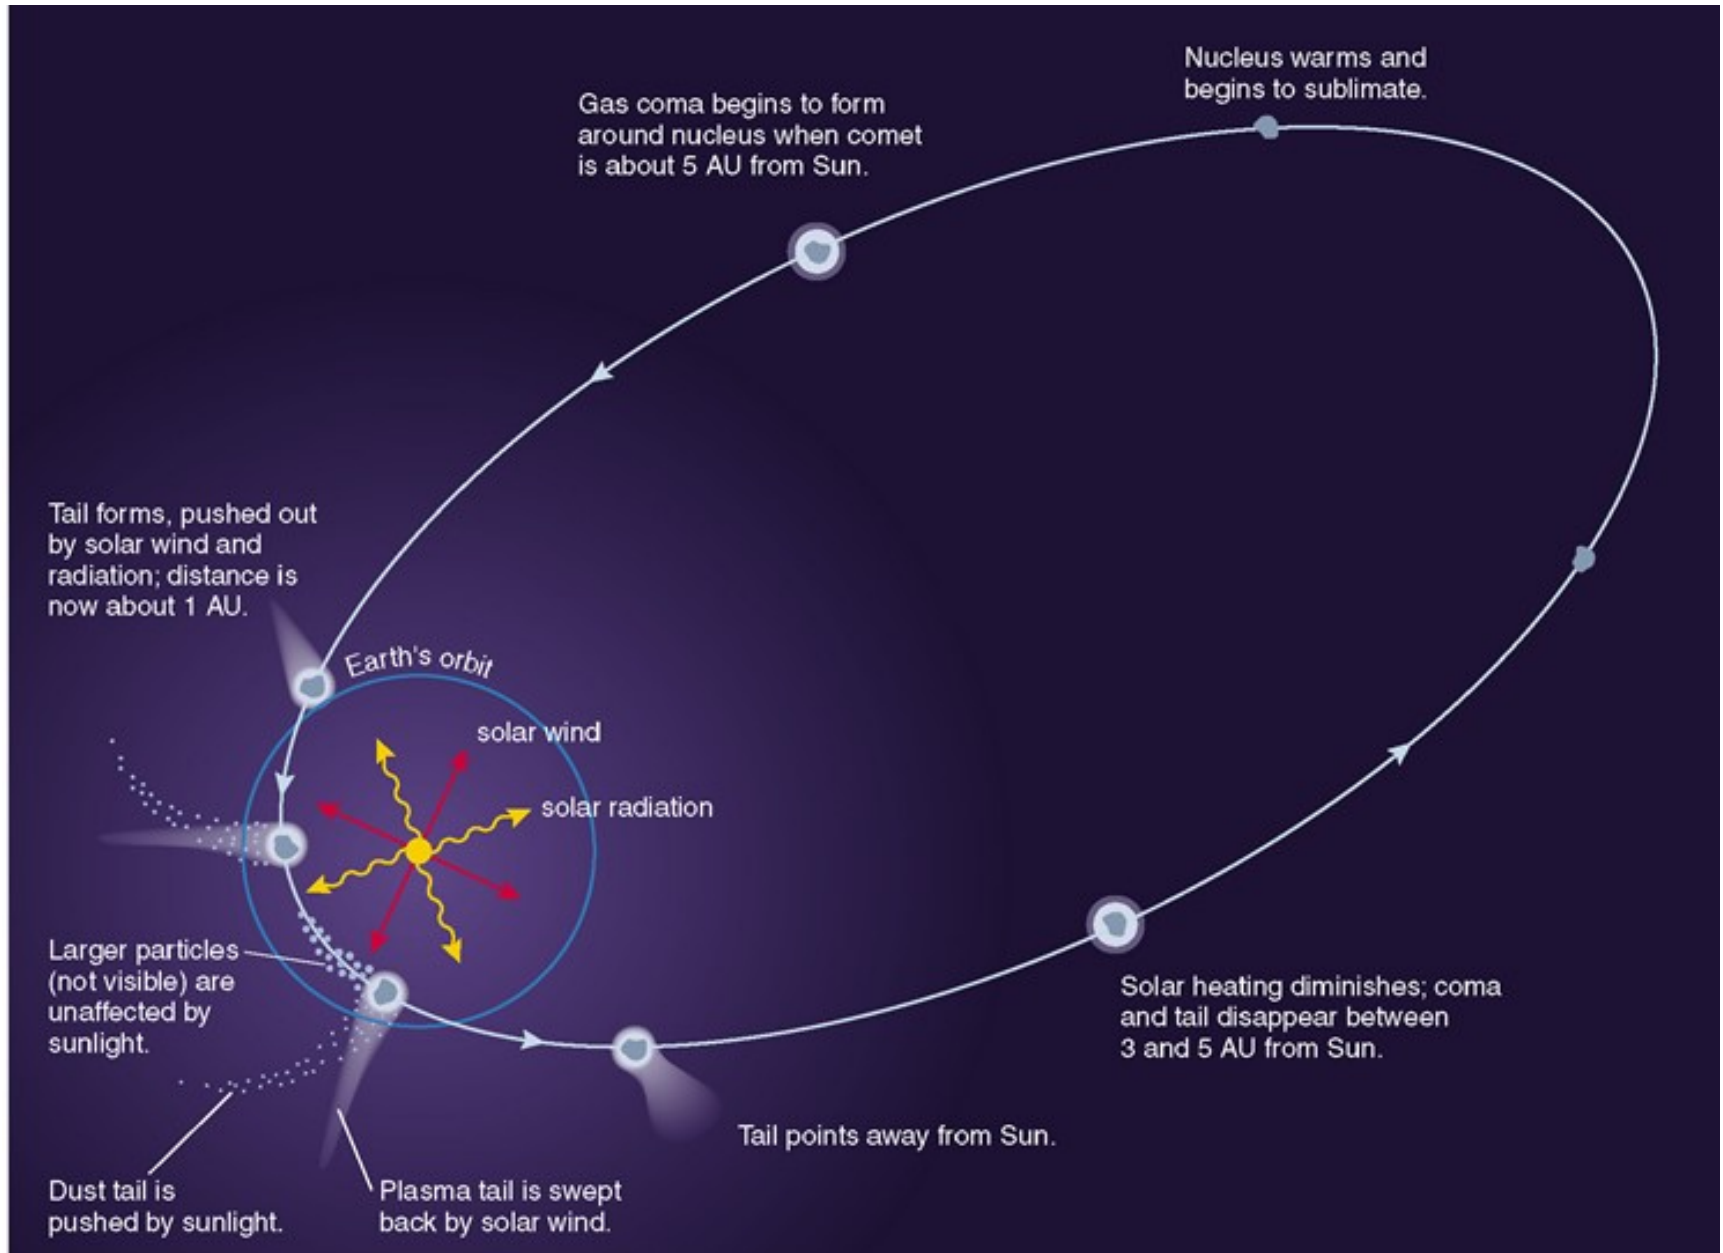 Nucleus warms and
begins to sublimate.
Gas coma begins to form
around nucleus when comet
is about 5 AU from Sun.
Tail forms, pushed out
by solar wind and
radiation; distance is
now about 1 AU.
Earth's orbit
solar wind
solar radiation
Larger particles
(not visible) are
unaffected by
sunlight.
Solar heating diminishes; coma
and tail disappear between
3 and 5 AU from Sun.
Tail points away from Sun.
Dust tail is
pushed by sunlight.
Plasma tail is swept
back by solar wind.